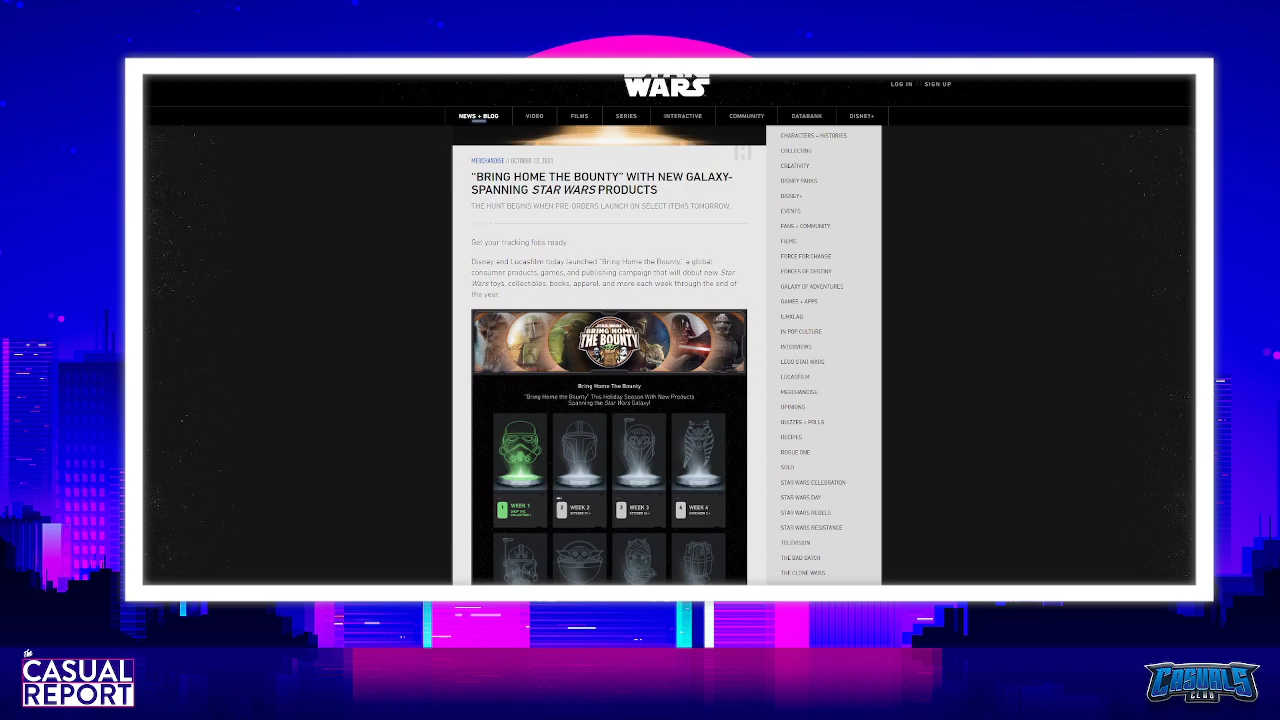 STAR
WARS
LOG IN // SIGN UP
NEWS + BLOG
VIDEO
FILMS
SERIES
INTERACTIVE
COMMUNITY
DATABANK
DISNEY+
MERCHANDISE // OCTOBER 12, 2021
"BRING HOME THE BOUNTY" WITH NEW GALAXY-
SPANNING STAR WARS PRODUCTS
THE HUNT BEGINS WHEN PRE-ORDERS LAUNCH ON SELECT ITEMS TOMORROW.
Get your tracking fobs ready.
Disney and Lucasfilm today launched "Bring Home the Bounty," a global
consumer products, games, and publishing campaign that will debut new Star
Wars toys, collectibles, books, apparel, and more each week through the end of
the year.
STAR WARS
BRING HOME
THE BOUNTY
Bring Home The Bounty
"Bring Home the Bounty" This Holiday Season With New Products
Spanning the Star Wars Galaxy!
1 WEEK 1
2 WEEK 2
3 WEEK 3
4 WEEK 4
CHARACTERS + HISTORIES
COLLECTING
CREATIVITY
DISNEY PARKS
DISNEY+
EVENTS
FANS + COMMUNITY
FILMS
FORCE FOR CHANGE
FORCES OF DESTINY
GALAXY OF ADVENTURES
GAMES + APPS
ILMXLAB
IN POP CULTURE
INTERVIEWS
LEGO STAR WARS
LUCASFILM
MERCHANDISE
OPINIONS
QUIZZES + POLLS
RECIPES
ROGUE ONE
SOLO
STAR WARS CELEBRATION
STAR WARS DAY
STAR WARS REBELS
STAR WARS RESISTANCE
TELEVISION
THE BAD BATCH
THE CLONE WARS
the
CASUAL
REPORT
CASUALS
CLUB